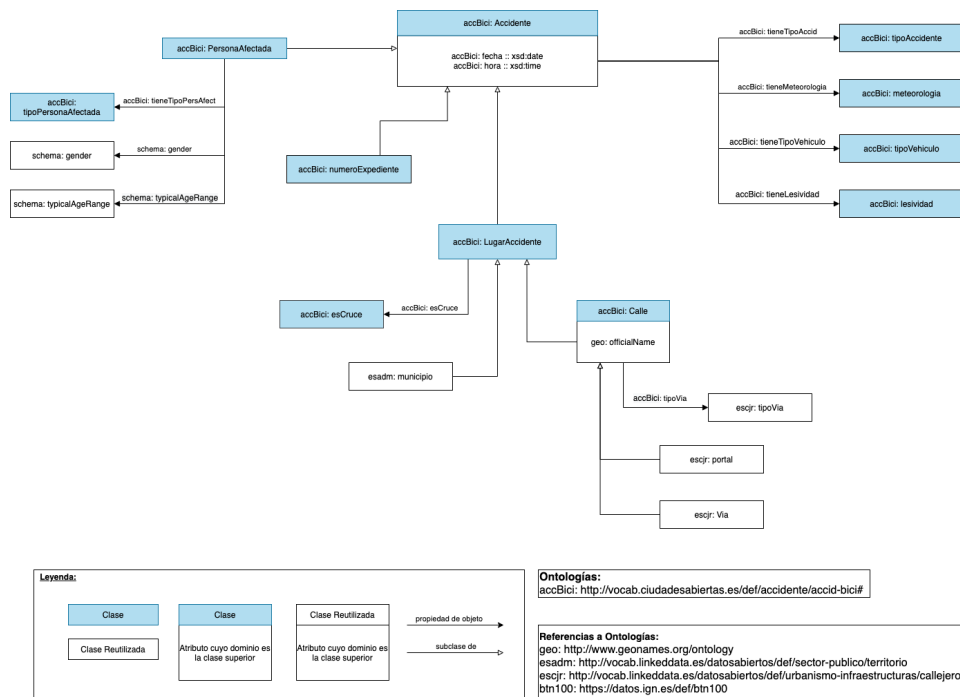 accBici: Accidente
accBici: fecha :: xsd:date
accBici: hora :: xsd:time
accBici: PersonaAfectada
accBici: tieneTipoAccid
accBici: tipoAccidente
accBici: tieneMeteorologia
accBici: meteorologia
accBici: tieneTipoVehiculo
accBici: tipoVehiculo
accBici: tieneLesividad
accBici: lesividad
accBici:
tipoPersonaAfectada
accBici: tieneTipoPersAfect
schema: gender
schema: gender
schema: typicalAgeRange
schema: typicalAgeRange
accBici: numeroExpediente
accBici: LugarAccidente
accBici: esCruce
accBici: esCruce
accBici: Calle
geo: officialName
esadm: municipio
accBici: tipoVia
escjr: tipoVia
escjr: portal
escjr: Via
Leyenda:
Clase
Clase
Clase Reutilizada
Clase Reutilizada
Atributo cuyo dominio es
la clase superior
Atributo cuyo dominio es
la clase superior
propiedad de objeto
subclase de
Ontologías:
accBici: http://vocab.ciudadesabiertas.es/def/accidente/accid-bici#
Referencias a Ontologías:
geo: http://www.geonames.org/ontology
esadm: http://vocab.linkeddata.es/datosabiertos/def/sector-publico/territorio
escjr: http://vocab.linkeddata.es/datosabiertos/def/urbanismo-infraestructuras/callejero
btn100: https://datos.ign.es/def/btn100